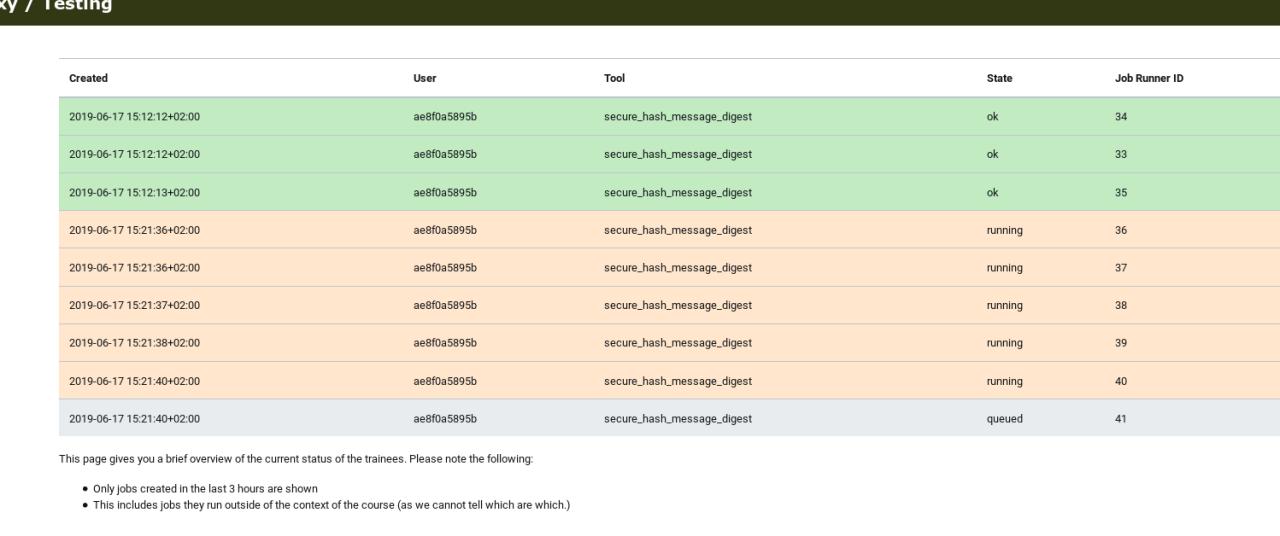 / Testing
Created User Tool State Job Runner ID
2019-06-17 15:12:12+02:00 ae8f0a5895b secure_hash_message_digest ok 34
2019-06-17 15:12:12+02:00 ae8f0a5895b secure_hash_message_digest ok 33
2019-06-17 15:12:13+02:00 ae8f0a5895b secure_hash_message_digest ok 35
2019-06-17 15:21:36+02:00 ae8f0a5895b secure_hash_message_digest running 36
2019-06-17 15:21:36+02:00 ae8f0a5895b secure_hash_message_digest running 37
2019-06-17 15:21:37+02:00 ae8f0a5895b secure_hash_message_digest running 38
2019-06-17 15:21:38+02:00 ae8f0a5895b secure_hash_message_digest running 39
2019-06-17 15:21:40+02:00 ae8f0a5895b secure_hash_message_digest running 40
2019-06-17 15:21:40+02:00 ae8f0a5895b secure_hash_message_digest queued 41
This page gives you a brief overview of the current status of the trainees. Please note the following:
• Only jobs created in the last 3 hours are shown
• This includes jobs they run outside of the context of the course (as we cannot tell which are which.)